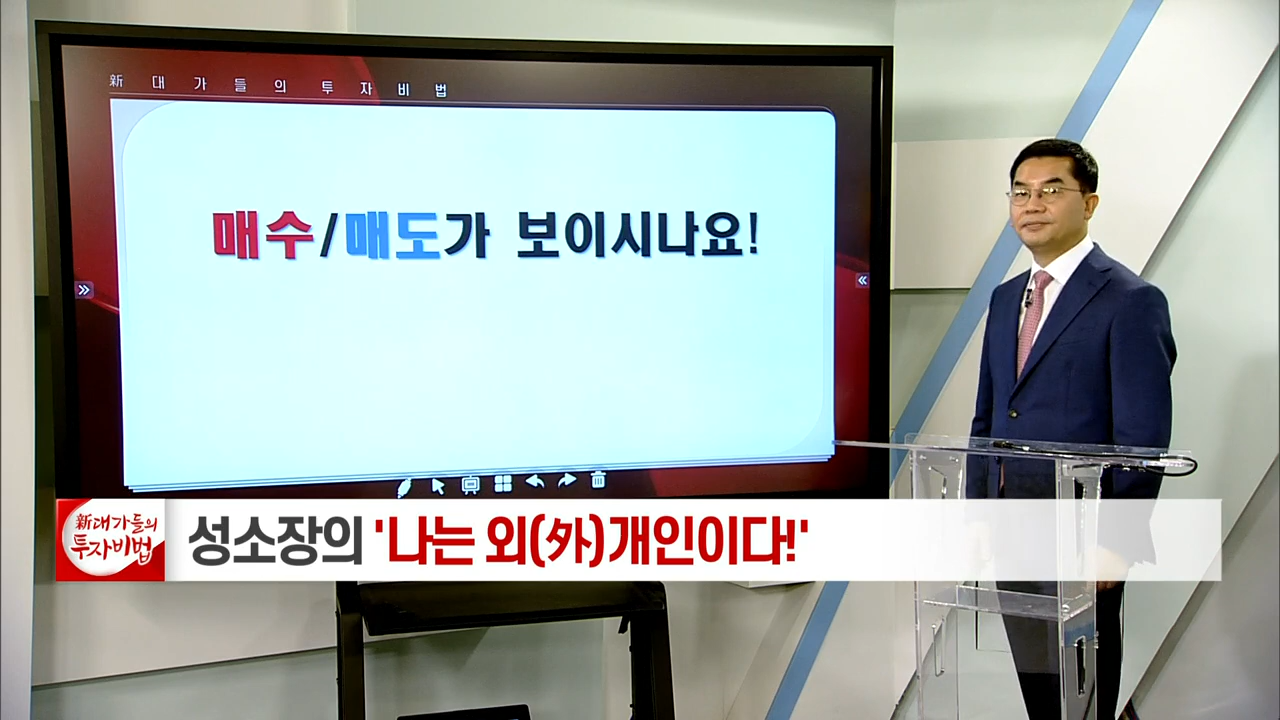 新 대 가 들 의 투 자 비 법
매수/매도가 보이시나요!
新대가들의
투자비법
성소장의 '나는 외(外)개인이다!'